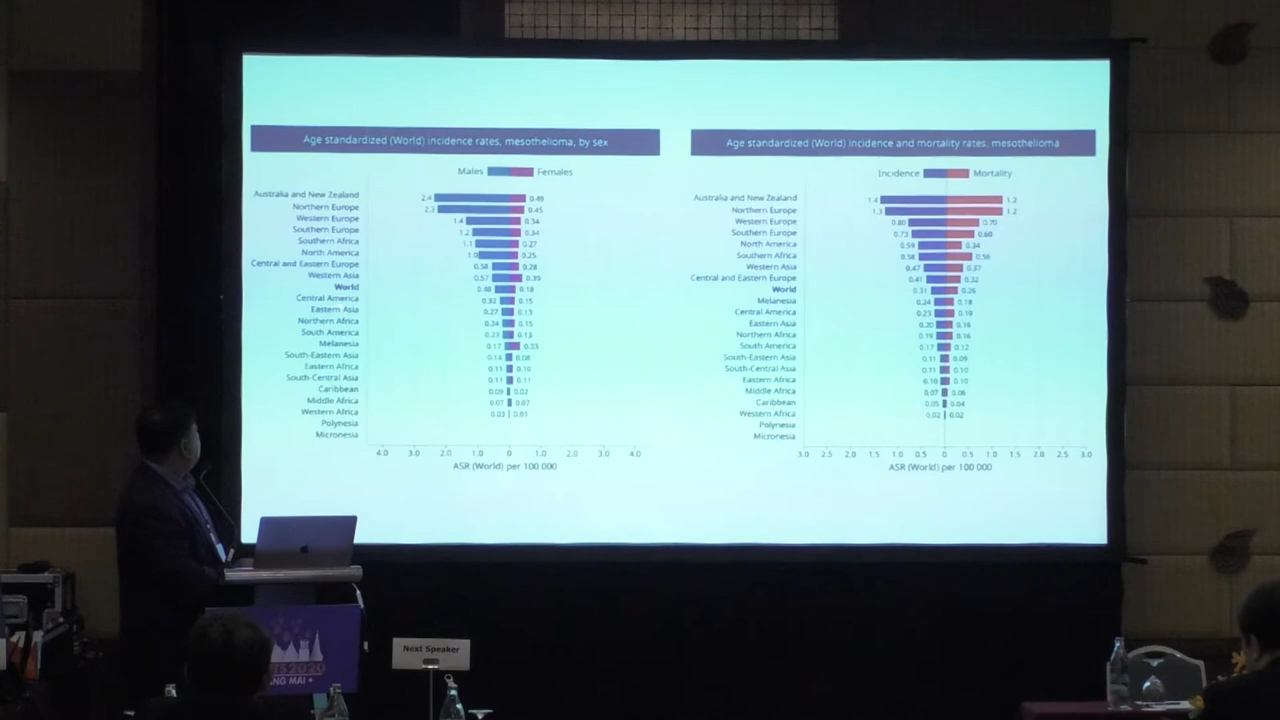 Age standardized (World) incidence rates, mesothelioma, by sex
Males Females
Australia and New Zealand 2.4 0.49
Northern Europe 2.3 0.45
Western Europe 1.4 0.34
Southern Europe 1.2 0.34
Southern Africa 1.1 0.27
North America 1.0 0.25
Central and Eastern Europe 0.58 0.28
Western Asia 0.57 0.39
World 0.48 0.18
Central America 0.32 0.15
Eastern Asia 0.27 0.13
Northern Africa 0.24 0.15
South America 0.23 0.13
Melanesia 0.17 0.33
South-Eastern Asia 0.14 0.08
Eastern Africa 0.11 0.10
South-Central Asia 0.11 0.11
Caribbean 0.09 0.02
Middle Africa 0.07 0.07
Western Africa 0.03 0.01
Polynesia
Micronesia
4.0 3.0 2.0 1.0 0 1.0 2.0 3.0 4.0
ASR (World) per 100 000
Age standardized (World) incidence and mortality rates, mesothelioma
Incidence Mortality
Australia and New Zealand 1.4 1.2
Northern Europe 1.3 1.2
Western Europe 0.80 0.70
Southern Europe 0.73 0.60
North America 0.59 0.34
Southern Africa 0.58 0.56
Western Asia 0.47 0.37
Central and Eastern Europe 0.41 0.32
World 0.31 0.26
Melanesia 0.24 0.18
Central America 0.23 0.19
Eastern Asia 0.20 0.16
Northern Africa 0.19 0.16
South America 0.17 0.12
South-Eastern Asia 0.11 0.09
South-Central Asia 0.11 0.10
Eastern Africa 0.10 0.10
Middle Africa 0.07 0.06
Caribbean 0.05 0.04
Western Africa 0.02 0.02
Polynesia
Micronesia
3.0 2.5 2.0 1.5 1.0 0.5 0 0.5 1.0 1.5 2.0 2.5 3.0
ASR (World) per 100 000
2020
MAI
Next Speaker